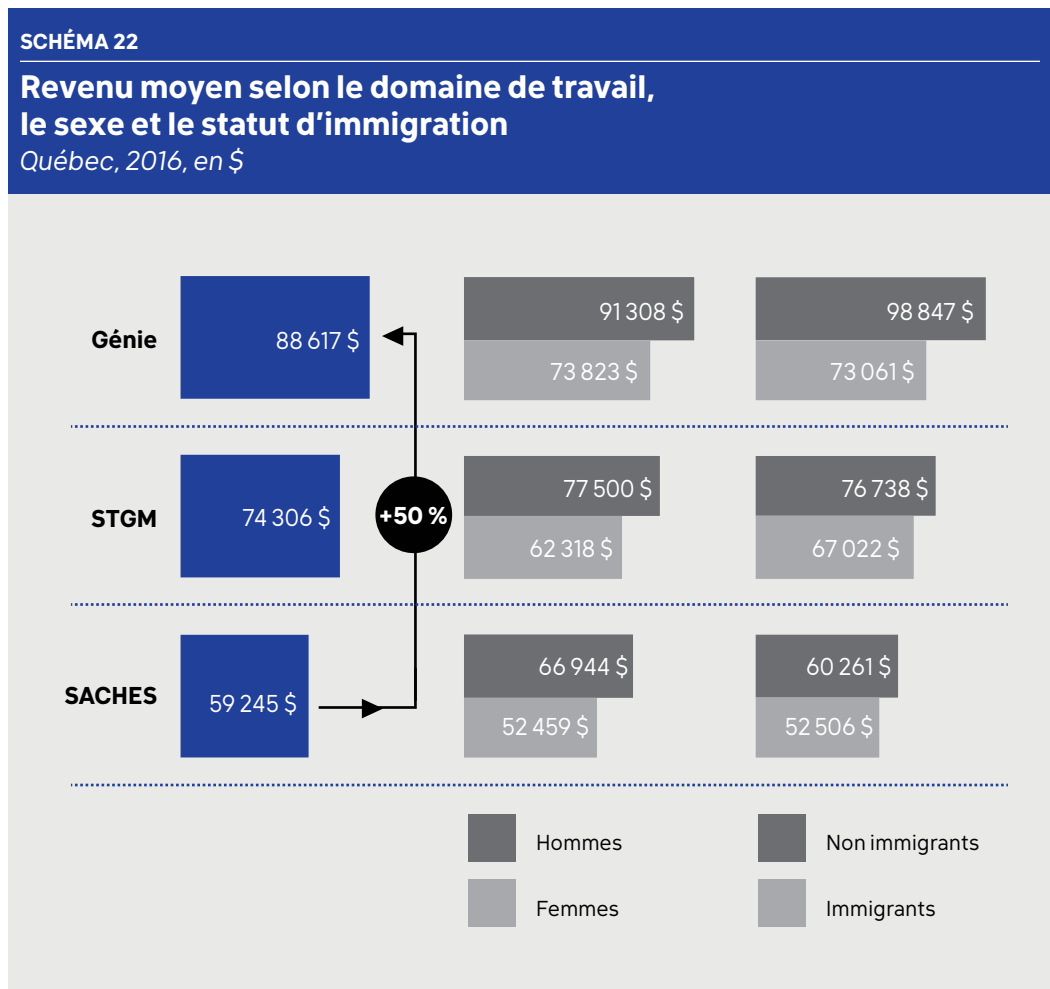 SCHÉMA 22
Revenu moyen selon le domaine de travail,
le sexe et le statut d’immigration
Québec, 2016, en $
Génie
88 617 $
91 308 $
73 823 $
98 847 $
73 061 $
STGM
74 306 $
+50 %
77 500 $
62 318 $
76 738 $
67 022 $
SACHES
59 245 $
66 944 $
52 459 $
60 261 $
52 506 $
Hommes
Femmes
Non immigrants
Immigrants